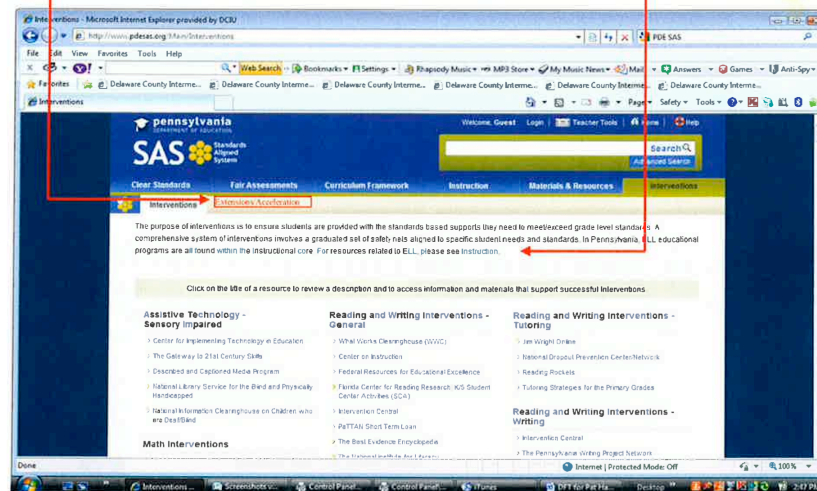 Interventions - Microsoft Internet Explorer provided by DCIU
http://www.pdesas.org/Main/Interventions
PDE SAS
File Edit View Favorites Tools Help
Web Search Bookmarks Settings Rhapsody Music MP3 Store My Music News Mail Answers Games Anti-Spy
Favorites Delaware County Interme... Delaware County Interme... Delaware County Interme... Delaware County Interme... Delaware County Interme...
Interventions
Page Safety Tools
pennsylvania
DEPARTMENT OF EDUCATION
Welcome, Guest Login Teacher Tools Home Help
SAS Standards Aligned System
Search
Advanced Search
Clear Standards Fair Assessments Curriculum Framework Instruction Materials & Resources Interventions
Interventions Extensions Acceleration
The purpose of interventions is to ensure students are provided with the standards based supports they need to meet/exceed grade level standards. A
comprehensive system of interventions involves a graduated set of safety nets aligned to specific student needs and standards. In Pennsylvania, ELL educational
programs are all found within the instructional core. For resources related to ELL, please see Instruction.
Click on the title of a resource to review a description and to access information and materials that support successful interventions
Assistive Technology -
Sensory Impaired
Center for Implementing Technology in Education
The Gateway to 21st Century Skills
Described and Captioned Media Program
National Library Service for the Blind and Physically
Handicapped
National Information Clearinghouse on Children who
are Deaf/Blind
Math Interventions
Reading and Writing Interventions -
General
What Works Clearinghouse (WWC)
Center on Instruction
Federal Resources for Educational Excellence
Florida Center for Reading Research: K/5 Student
Center Activities (SCA)
Intervention Central
PaTTAN Short Term Loan
The Best Evidence Encyclopedia
The National Institute for Literacy
Reading and Writing Interventions -
Tutoring
Jim Wright Online
National Dropout Prevention Center/Network
Reading Rockets
Tutoring Strategies for the Primary Grades
Reading and Writing Interventions -
Writing
Intervention Central
The Pennsylvania Writing Project Network
Done
Internet | Protected Mode: Off
100%
Interventions ... Screenshots v... Control Panel... Control Panel\... iTunes DFT for Pat Ha... Desktop 2:47 PM